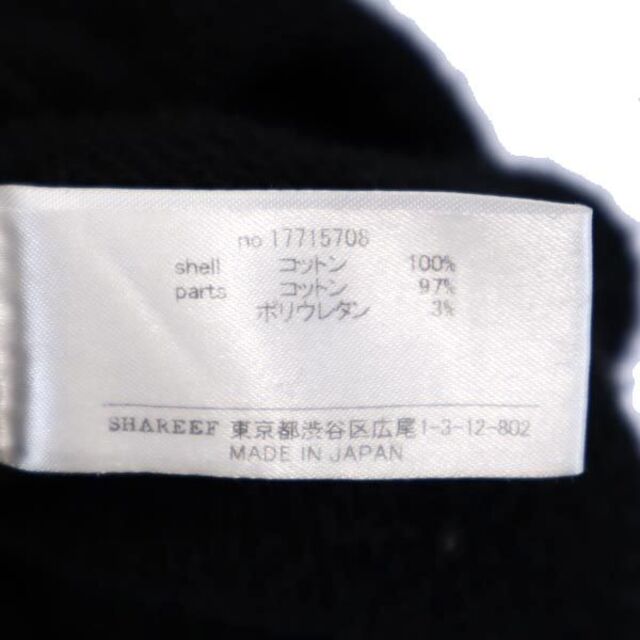 no 17715708
shell コットン 100%
parts コットン 97%
ポリウレタン 3%
SHAREEF 東京都渋谷区広尾1-3-12-802
MADE IN JAPAN